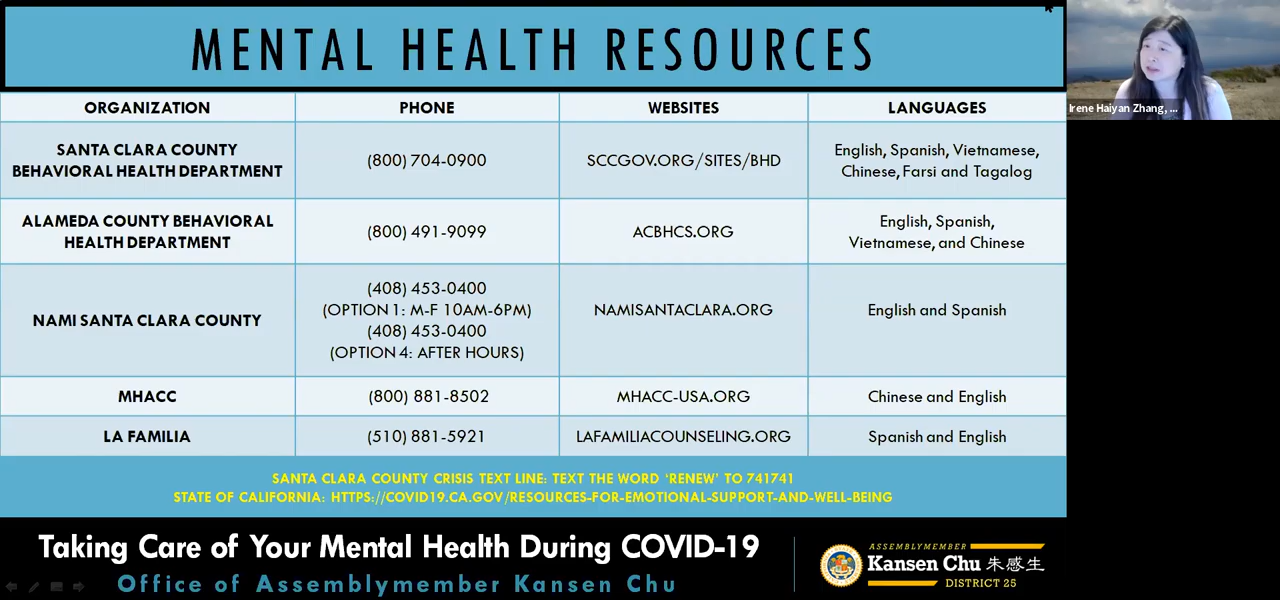 MENTAL HEALTH RESOURCES
Irene Haiyan Zhang, ...
ORGANIZATION PHONE WEBSITES LANGUAGES
SANTA CLARA COUNTY
BEHAVIORAL HEALTH DEPARTMENT
(800) 704-0900
SCCGOV.ORG/SITES/BHD
English, Spanish, Vietnamese,
Chinese, Farsi and Tagalog
ALAMEDA COUNTY BEHAVIORAL
HEALTH DEPARTMENT
(800) 491-9099
ACBHCS.ORG
English, Spanish,
Vietnamese, and Chinese
NAMI SANTA CLARA COUNTY
(408) 453-0400
(OPTION 1: M-F 10AM-6PM)
(408) 453-0400
(OPTION 4: AFTER HOURS)
NAMISANTACLARA.ORG
English and Spanish
MHACC (800) 881-8502 MHACC-USA.ORG Chinese and English
LA FAMILIA (510) 881-5921 LAFAMILIACOUNSELING.ORG Spanish and English
SANTA CLARA COUNTY CRISIS TEXT LINE: TEXT THE WORD ‘RENEW’ TO 741741
STATE OF CALIFORNIA: HTTPS://COVID19.CA.GOV/RESOURCES-FOR-EMOTIONAL-SUPPORT-AND-WELL-BEING
Taking Care of Your Mental Health During COVID-19
Office of Assemblymember Kansen Chu
ASSEMBLYMEMBER
Kansen Chu 朱感生
DISTRICT 25